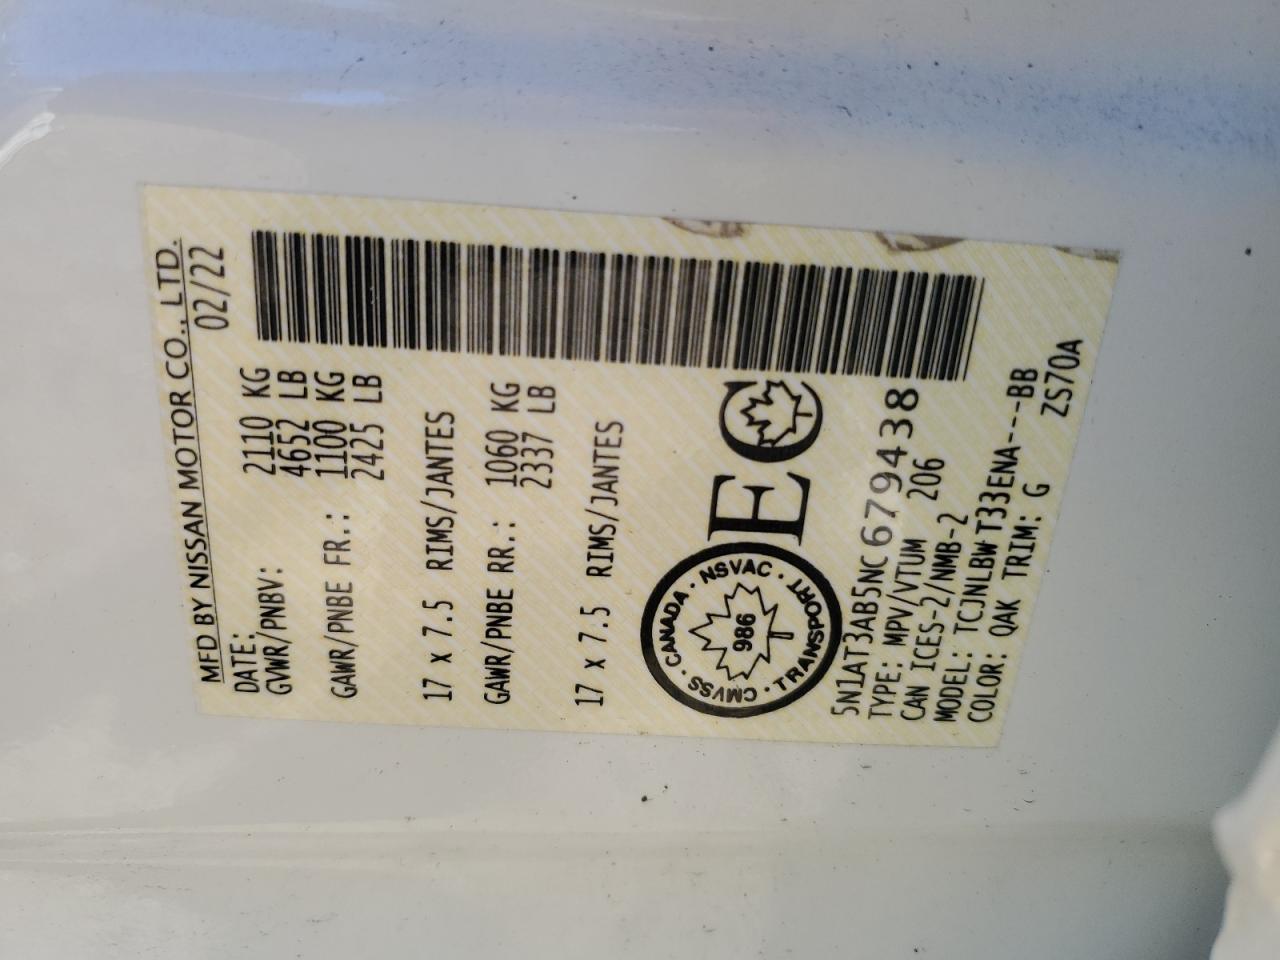 MFD BY NISSAN MOTOR CO., LTD.
DATE: 02/22
GVWR/PNBV: 2110 KG
4652 LB
GAWR/PNBE FR.: 1100 KG
2425 LB
17 x 7.5 RIMS/JANTES
GAWR/PNBE RR.: 1060 KG
2337 LB
17 x 7.5 RIMS/JANTES
CANADA · NSVAC · TRANSPORT · CMVSS ·
986
EC
5N1AT3AB5NC679438
TYPE: MPV/VTUM 206
CAN ICES-2/NMB-2
MODEL: TCJNLBW T33ENA---BB
COLOR: QAK TRIM: G ZS70A